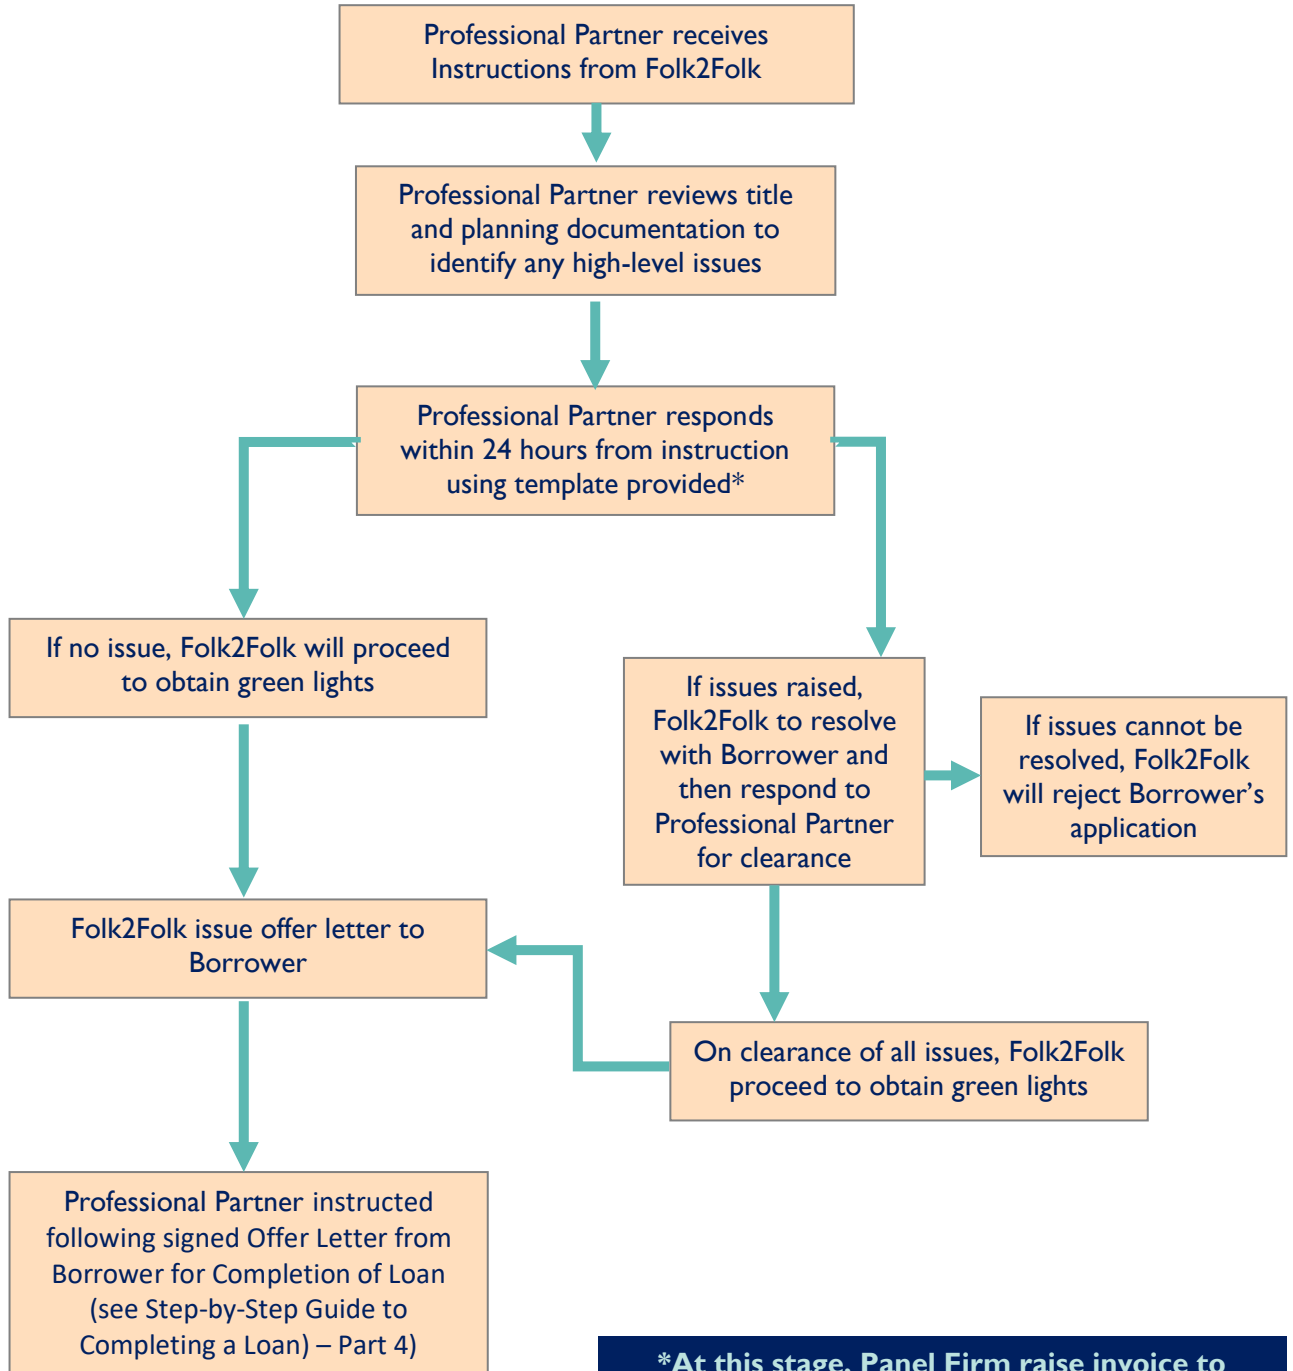 Professional Partner receives
Instructions from Folk2Folk
Professional Partner reviews title
and planning documentation to
identify any high-level issues
Professional Partner responds
within 24 hours from instruction
using template provided*
If no issue, Folk2Folk will proceed
to obtain green lights
If issues raised,
Folk2Folk to resolve
with Borrower and
then respond to
Professional Partner
for clearance
If issues cannot be
resolved, Folk2Folk
will reject Borrower’s
application
Folk2Folk issue offer letter to
Borrower
On clearance of all issues, Folk2Folk
proceed to obtain green lights
Professional Partner instructed
following signed Offer Letter from
Borrower for Completion of Loan
(see Step-by-Step Guide to
Completing a Loan) – Part 4)
*At this stage, Panel Firm raise invoice to